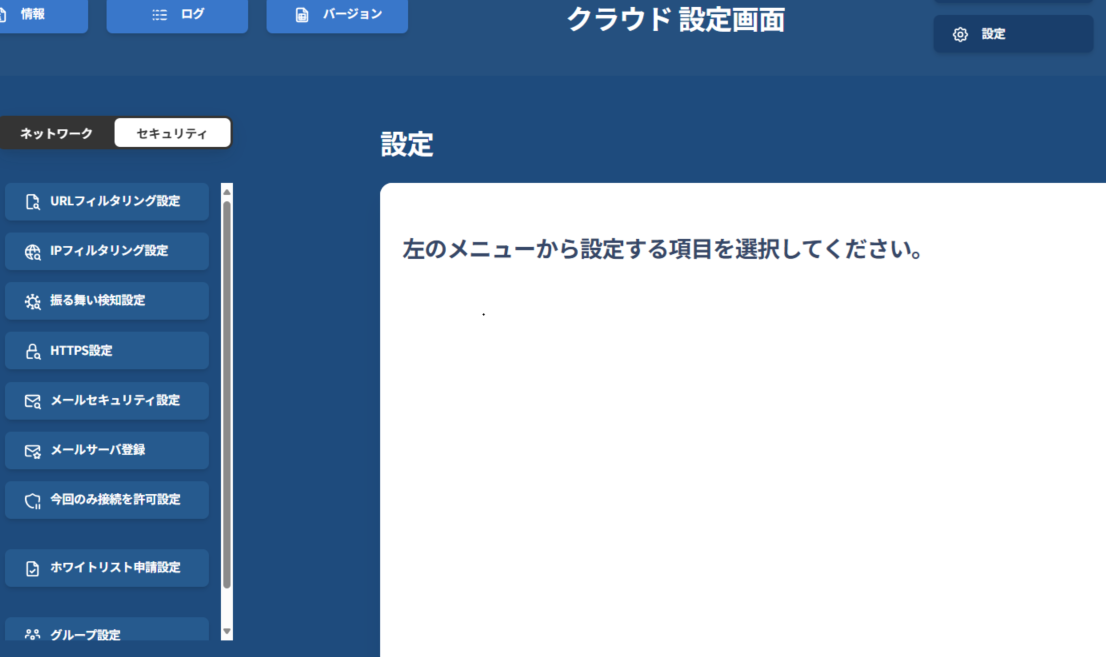 情報
ログ
バージョン
クラウド 設定画面
設定
ネットワーク
セキュリティ
設定
URLフィルタリング設定
IPフィルタリング設定
振る舞い検知設定
HTTPS設定
メールセキュリティ設定
メールサーバ登録
今回のみ接続を許可設定
ホワイトリスト申請設定
グループ設定
左のメニューから設定する項目を選択してください。